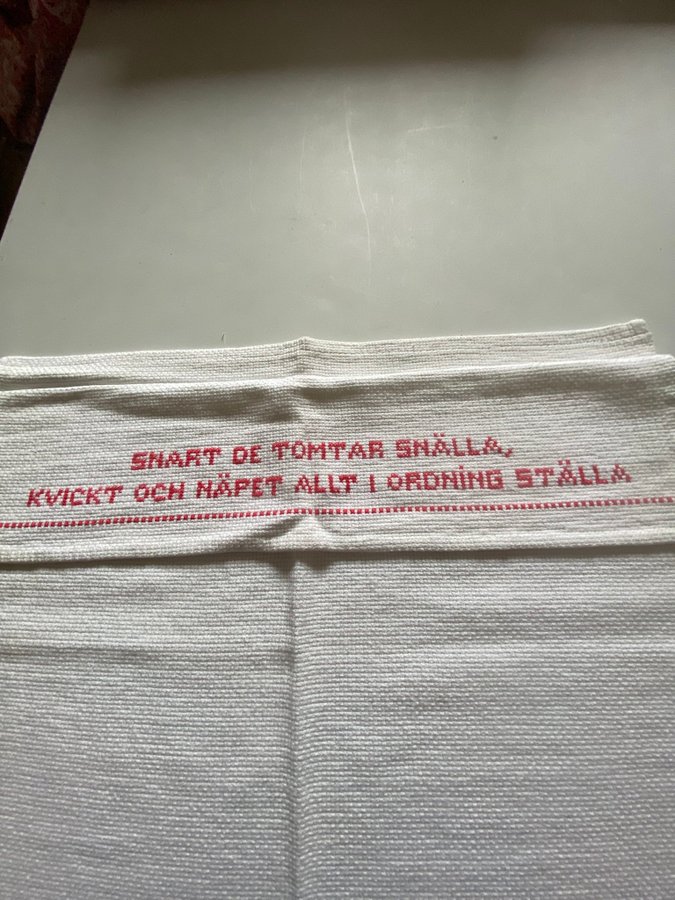 SNART DE TOMTAR SNÄLLA,
KVICKT OCH NÄPET ALLT I ORDNING STÄLLA